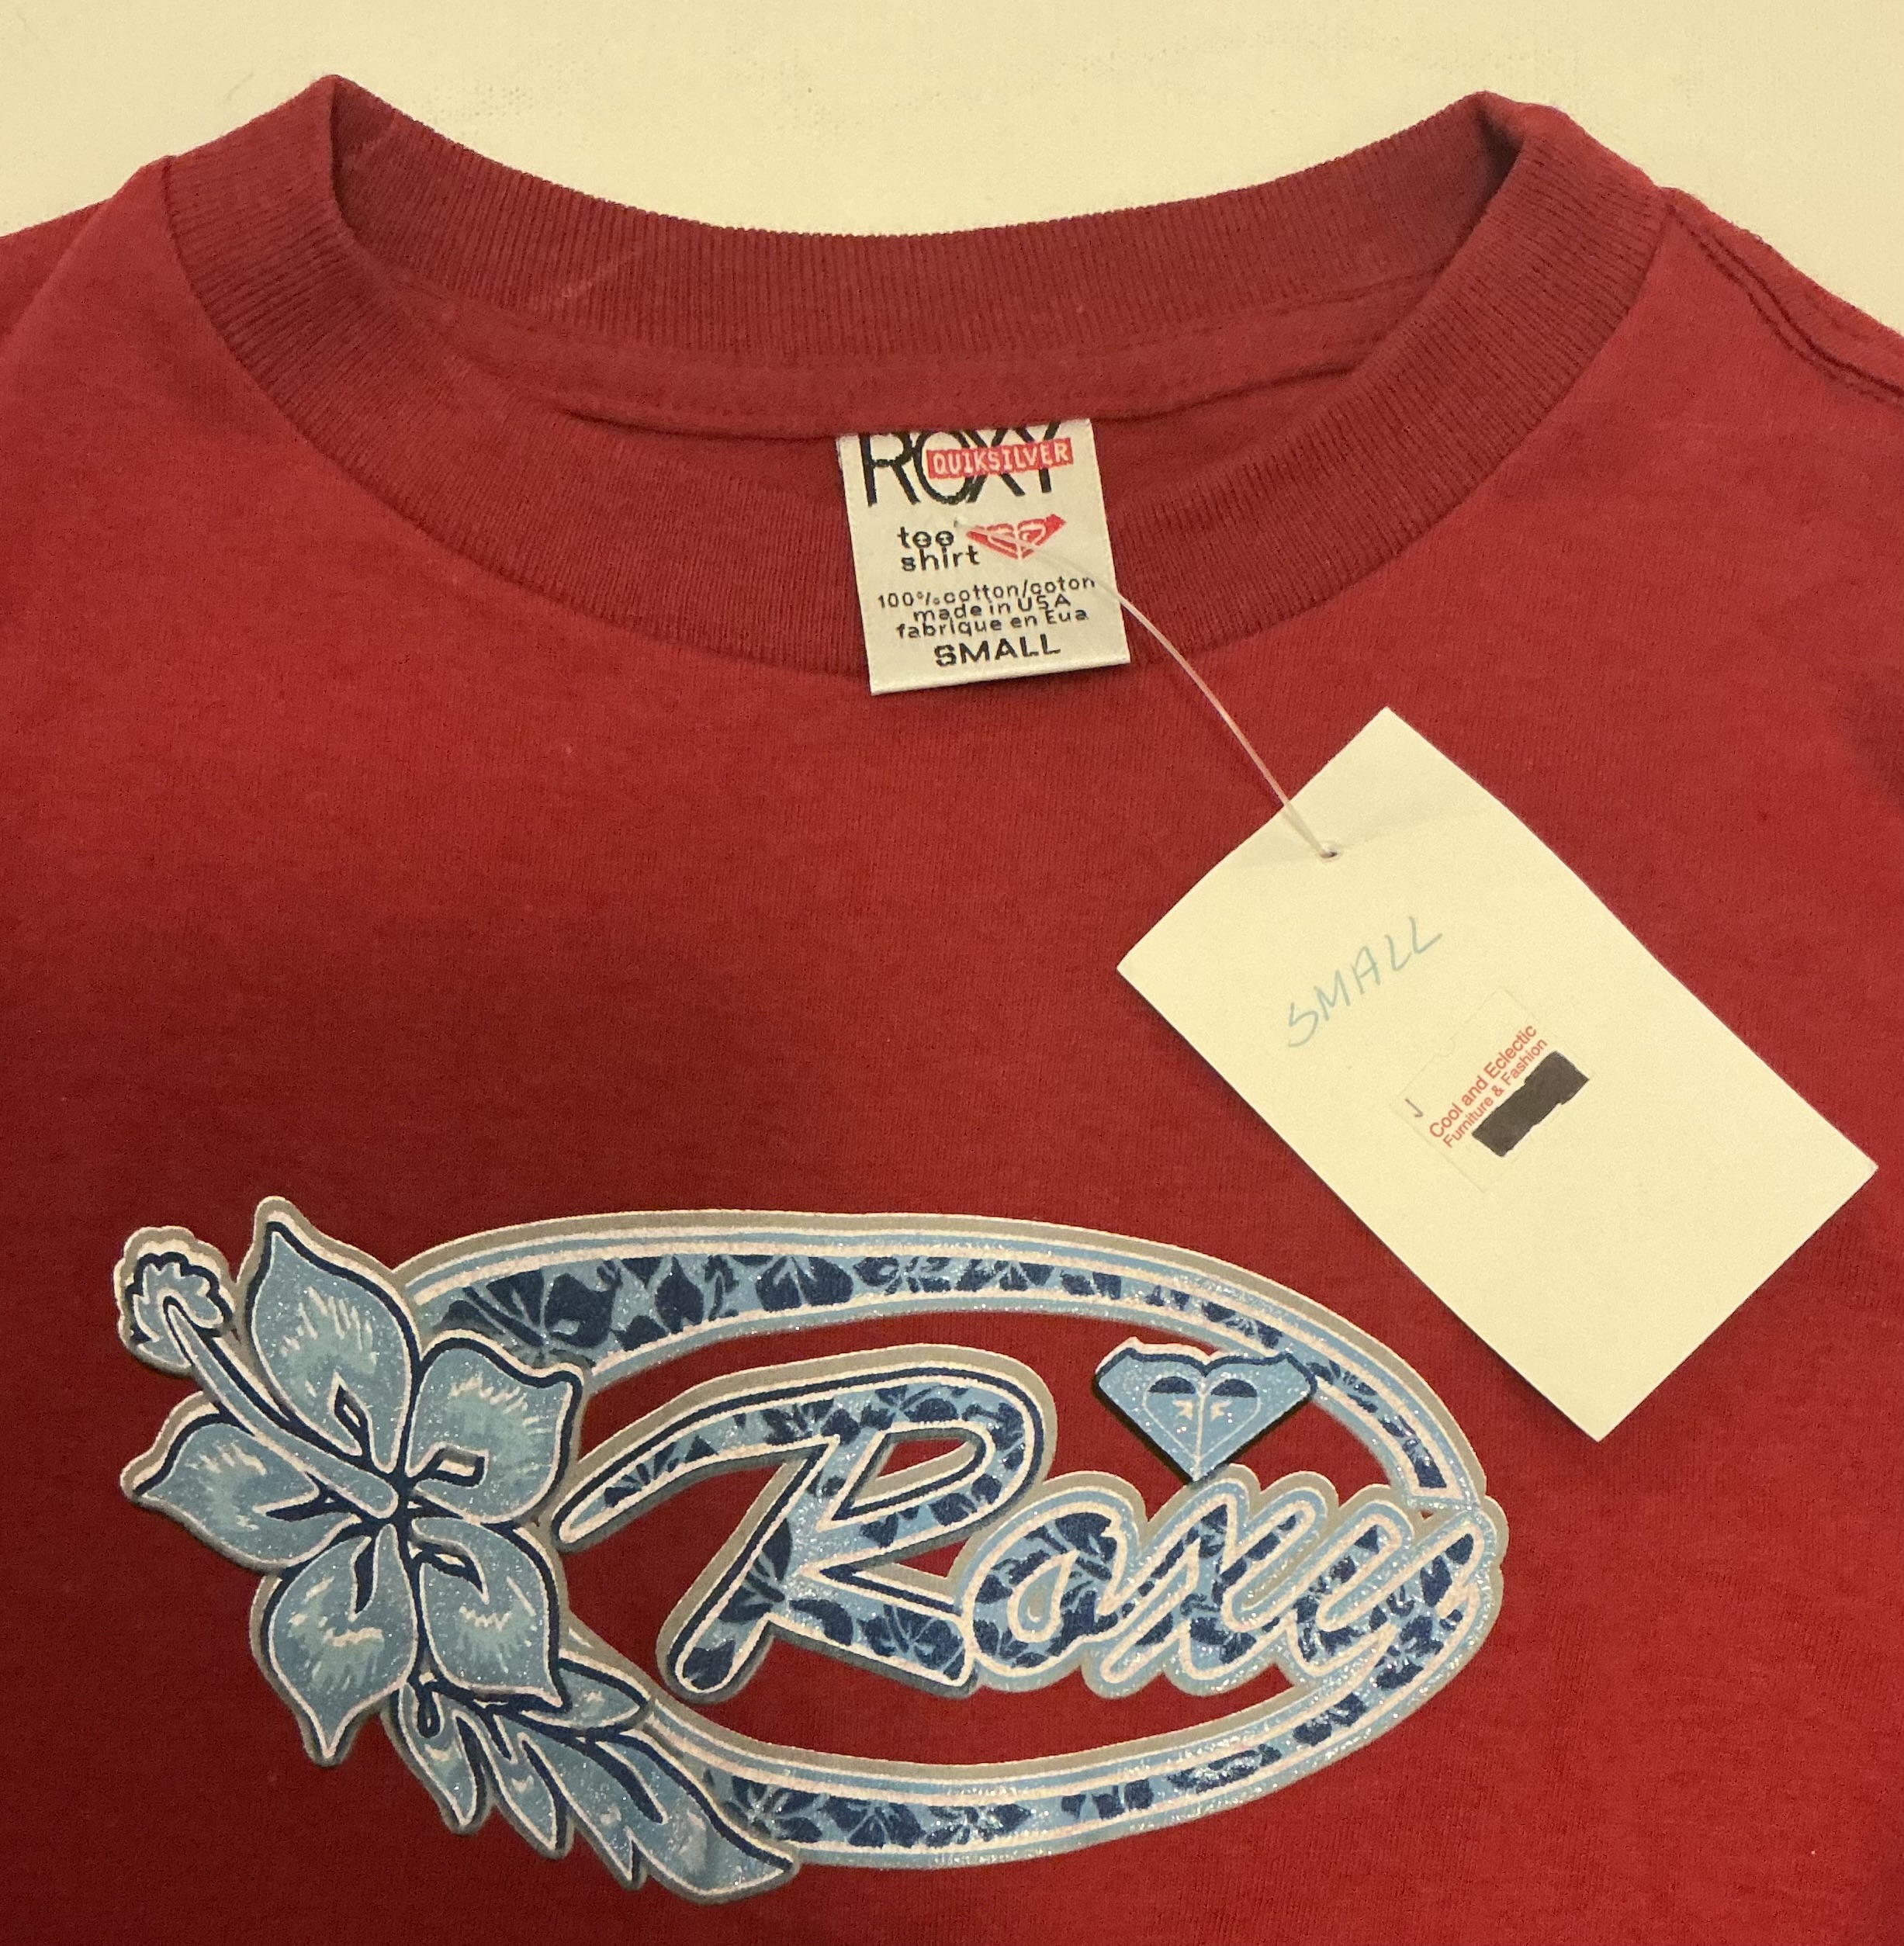 ROXY
QUIKSILVER
tee
shirt
100% cotton/coton
made in USA
fabrique en Eua
SMALL
SMALL
J
Cool and Eclectic
Furniture & Fashion
Roxy